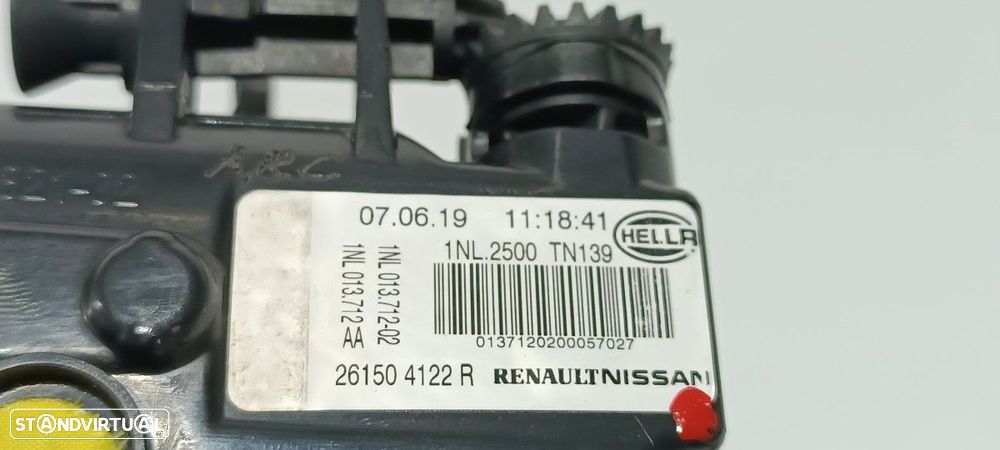 ARC
07.06.19 11:18:41
HELLA
1NL.2500 TN139
1NL.013.712-02
1NL.013.712 AA
0137120200057027
26150 4122 R RENAULTNISSAN
STANDVIRTUAL